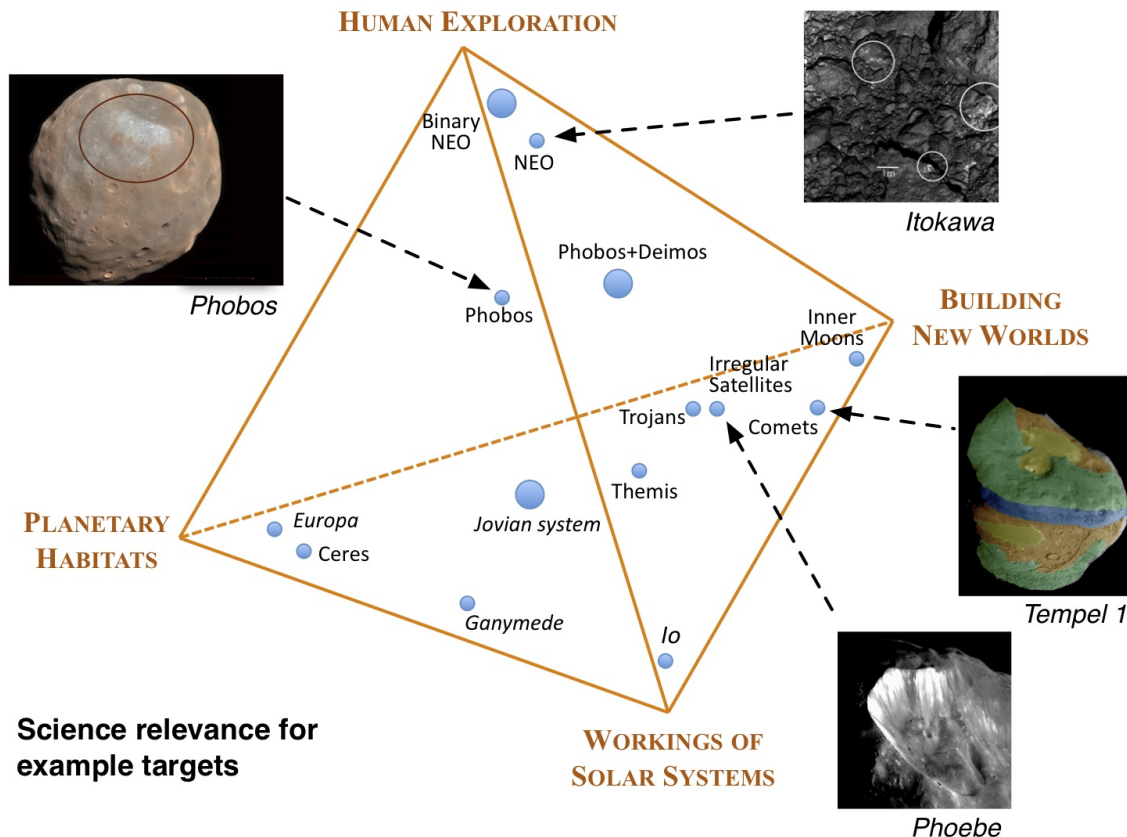 HUMAN EXPLORATION
Binary
NEO
NEO
1m
Itokawa
Phobos+Deimos
Phobos
Phobos
BUILDING
NEW WORLDS
Inner
Moons
Irregular
Satellites
Trojans
Comets
Themis
PLANETARY
HABITATS
Europa
Ceres
Jovian system
Ganymede
Tempel 1
Io
Science relevance for
example targets
WORKINGS OF
SOLAR SYSTEMS
Phoebe